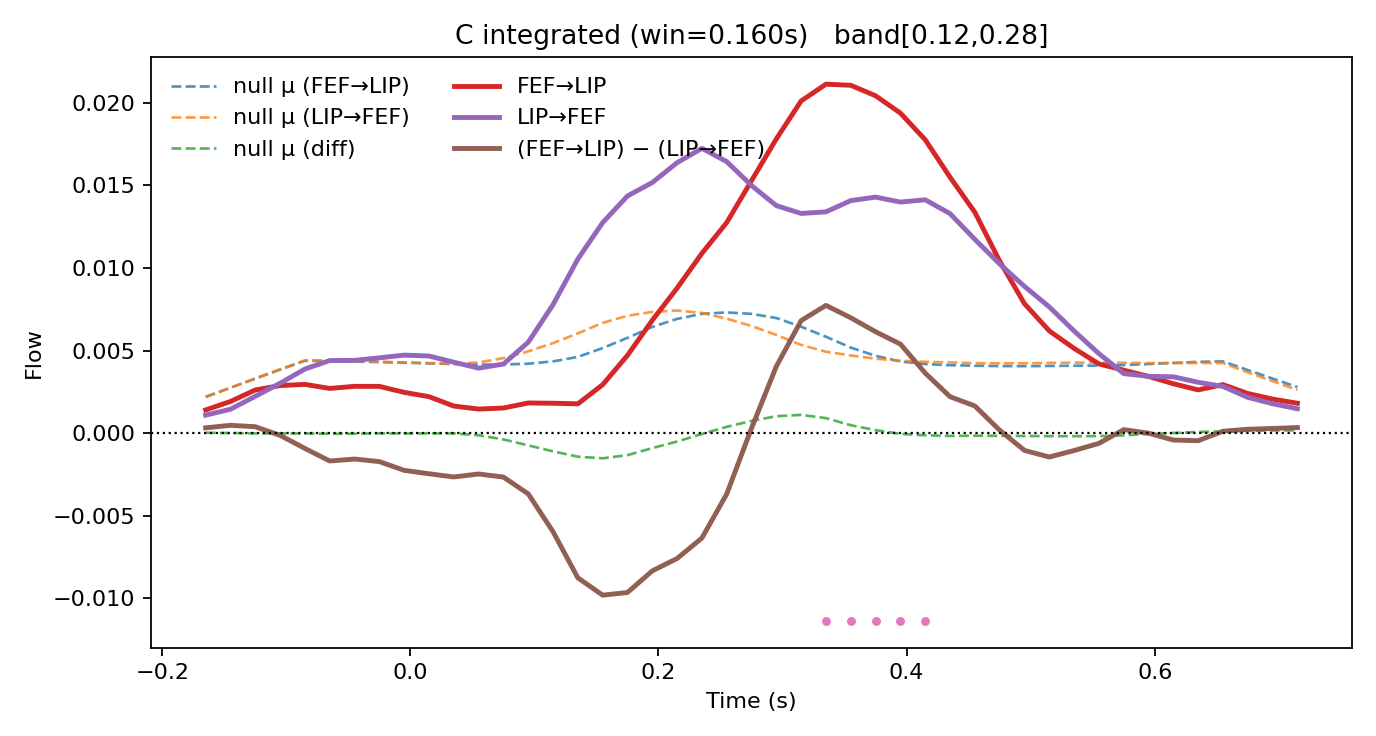 C integrated (win=0.160s)   band[0.12,0.28]
null μ (FEF→LIP)
null μ (LIP→FEF)
null μ (diff)
FEF→LIP
LIP→FEF
(FEF→LIP) − (LIP→FEF)
Flow
0.020
0.015
0.010
0.005
0.000
−0.005
−0.010
−0.2 0.0 0.2 0.4 0.6
Time (s)